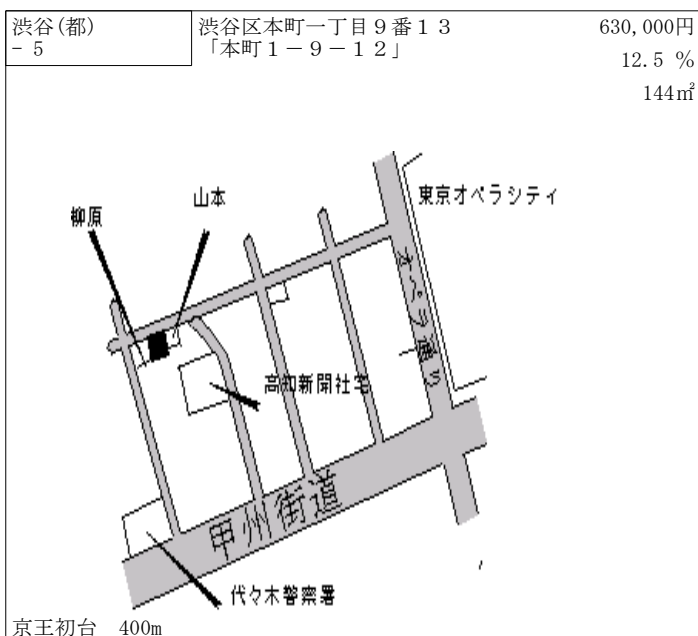 渋谷(都)
- 5
渋谷区本町一丁目９番１３
「本町１－９－１２」
630,000円
12.5 %
144㎡
山本
柳原
東京オペラシティ
オペラ通り
高知新聞社宅
甲州街道
代々木警察署
京王初台 400m